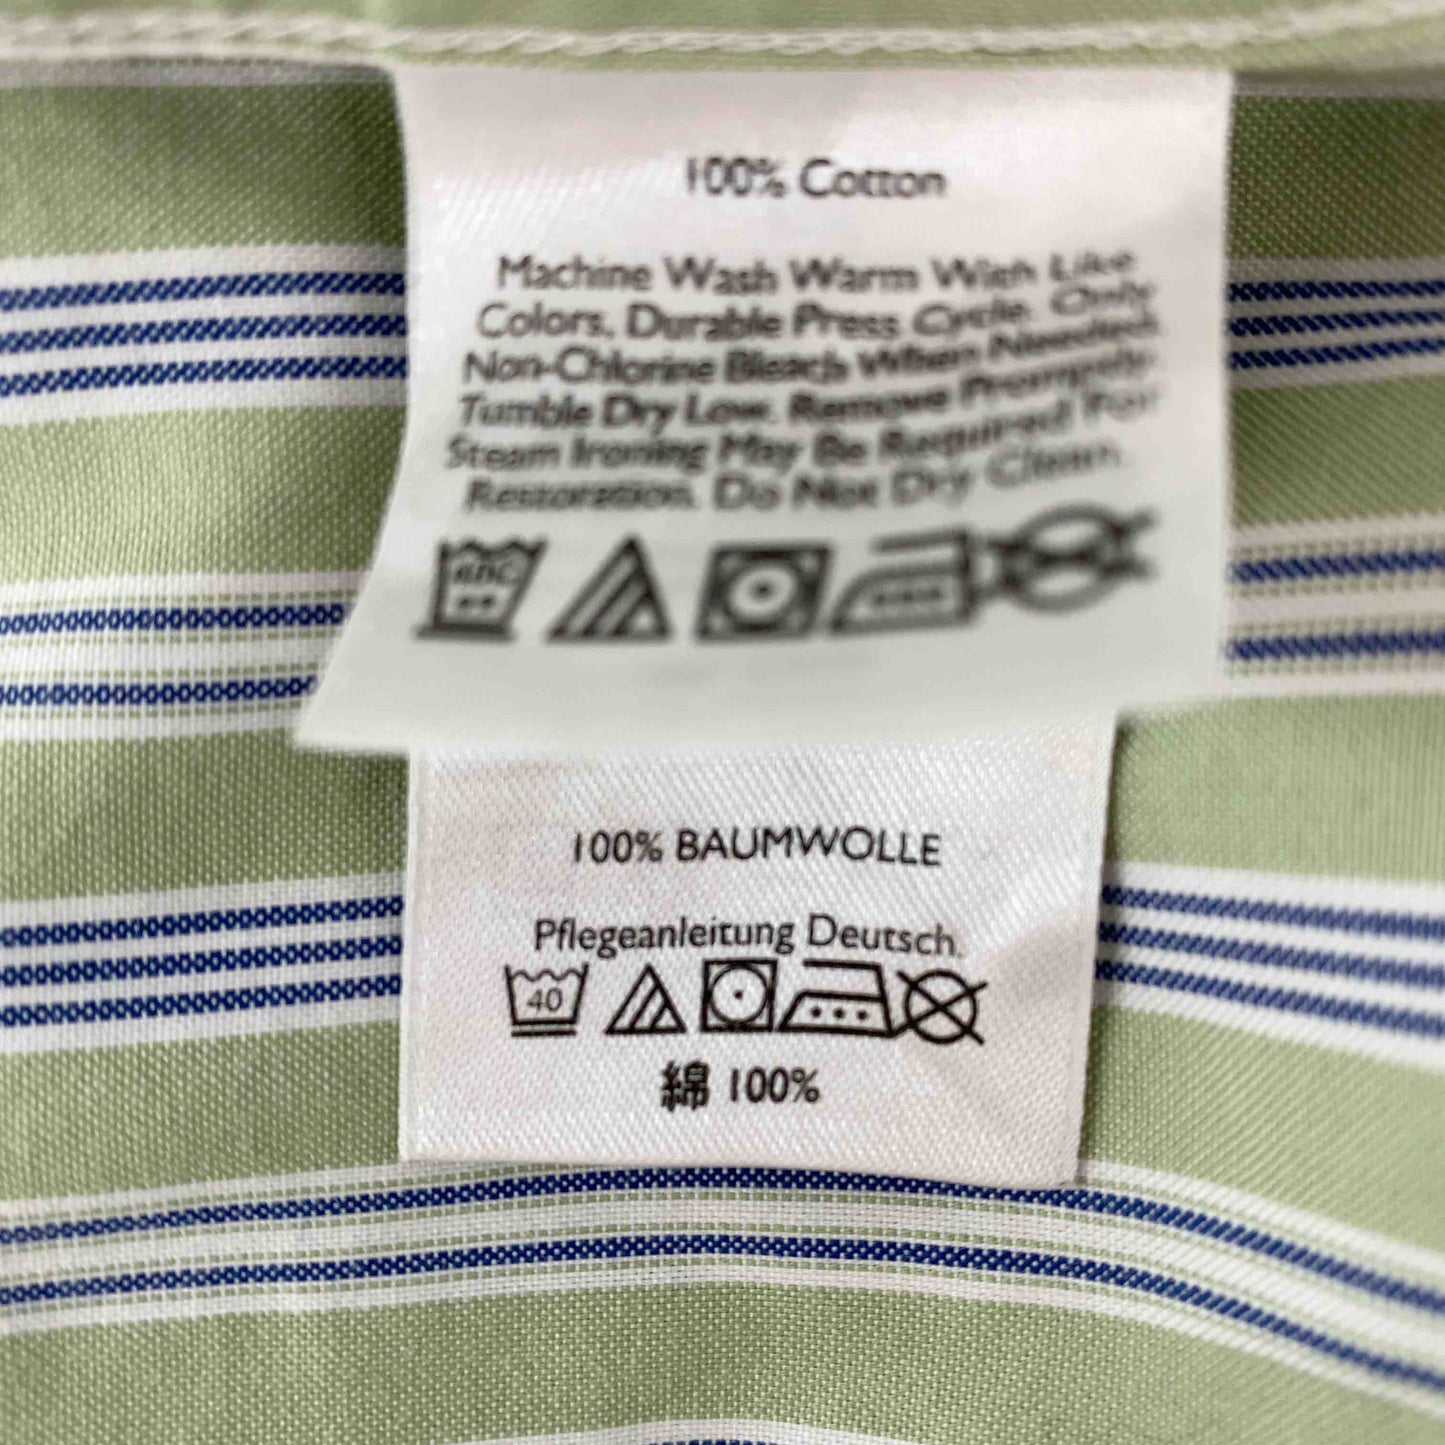 100% Cotton
Machine Wash Warm With Like
Colors. Durable Press Cycle. Only
Non-Chlorine Bleach When Needed.
Tumble Dry Low. Remove Promptly.
Steam Ironing May Be Required For
Restoration. Do Not Dry Clean.
100% BAUMWOLLE
Pflegeanleitung Deutsch.
40
綿 100%